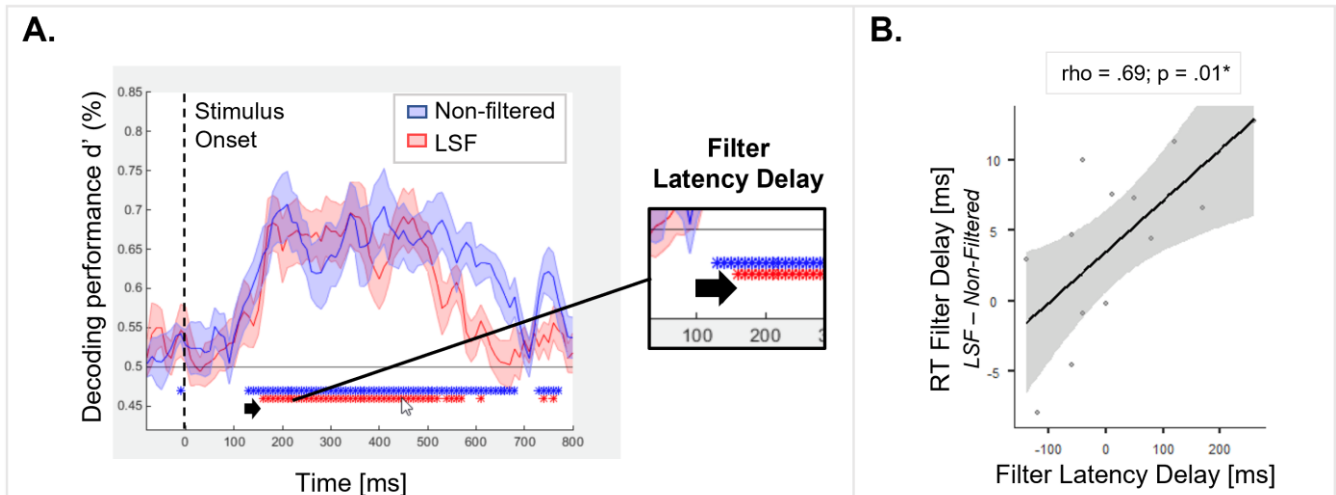 A.
Decoding performance d' (%)
0.85
0.8
0.75
0.7
0.65
0.6
0.55
0.5
0.45
Stimulus
Onset
Non-filtered
LSF
0 100 200 300 400 500 600 700 800
Time [ms]
Filter
Latency Delay
100 200 3
B.
rho = .69; p = .01*
RT Filter Delay [ms]
LSF – Non-Filtered
10
5
0
-5
-100 0 100 200
Filter Latency Delay [ms]